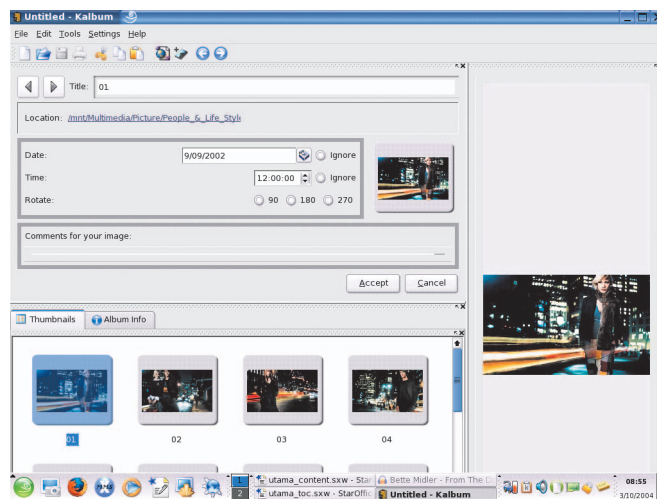 Untitled - Kalbum
File Edit Tools Settings Help
Title: 01
Location: /mnt/Multimedia/Picture/People_&_Life_Style
Date: 9/09/2002 Ignore
Time: 12:00:00 Ignore
Rotate: 90 180 270
Comments for your image:
Accept Cancel
Thumbnails Album Info
01 02 03 04
1 utama_content.sxw - Star Bette Midler - From The 08:55
2 utama_toc.sxw - StarOffic Untitled - Kalbum 3/10/2004